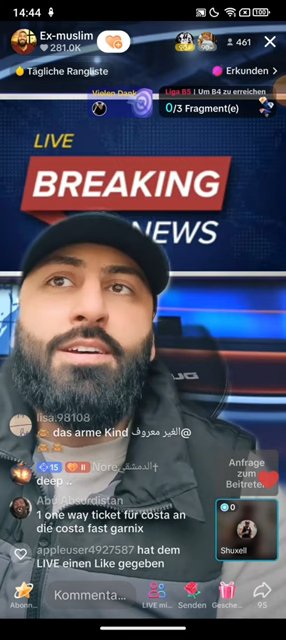 14:44
100
Ex-muslim
281.0K
461
Tägliche Rangliste
Erkunden >
Vielen Dank
Liga B5 | Um B4 zu erreichen
0/3 Fragment(e)
LIVE
BREAKING
NEWS
lisa.98108
das arme Kind الغير معروف@
15 II Nore الدمشقي
deep ..
Abu Absurdistan
1 one way ticket für costa an
die costa fast garnix
appleuser4927587 hat dem
LIVE einen Like gegeben
Anfrage
zum
Beitreten
0
Shuxell
Abonn...
Kommenta...
LIVE mi...
Senden
Gesche...
95